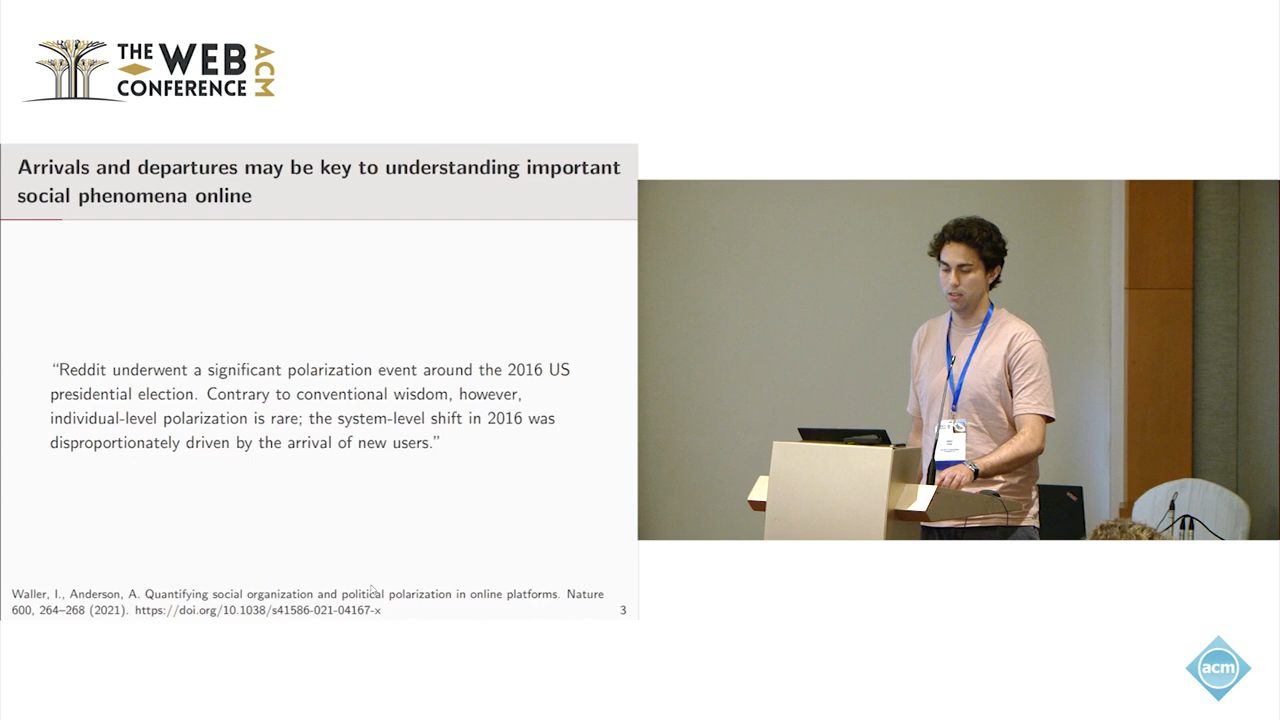 THE WEB
CONFERENCE
ACM
Arrivals and departures may be key to understanding important
social phenomena online
“Reddit underwent a significant polarization event around the 2016 US
presidential election. Contrary to conventional wisdom, however,
individual-level polarization is rare; the system-level shift in 2016 was
disproportionately driven by the arrival of new users.”
Waller, I., Anderson, A. Quantifying social organization and political polarization in online platforms. Nature
600, 264–268 (2021). https://doi.org/10.1038/s41586-021-04167-x
3
acm